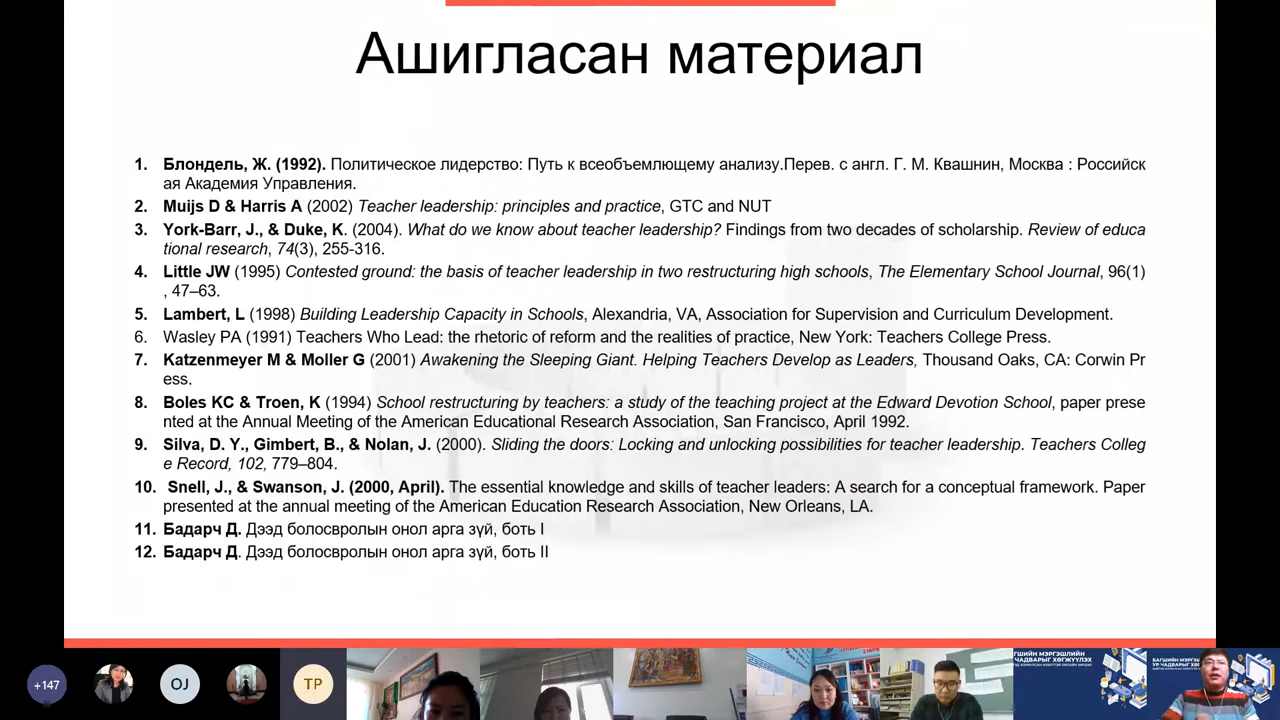 Ашигласан материал
1. Блондель, Ж. (1992). Политическое лидерство: Путь к всеобъемлющему анализу.Перев. с англ. Г. М. Квашнин, Москва : Российск
ая Академия Управления.
2. Muijs D & Harris A (2002) Teacher leadership: principles and practice, GTC and NUT
3. York-Barr, J., & Duke, K. (2004). What do we know about teacher leadership? Findings from two decades of scholarship. Review of educa
tional research, 74(3), 255-316.
4. Little JW (1995) Contested ground: the basis of teacher leadership in two restructuring high schools, The Elementary School Journal, 96(1)
, 47–63.
5. Lambert, L (1998) Building Leadership Capacity in Schools, Alexandria, VA, Association for Supervision and Curriculum Development.
6. Wasley PA (1991) Teachers Who Lead: the rhetoric of reform and the realities of practice, New York: Teachers College Press.
7. Katzenmeyer M & Moller G (2001) Awakening the Sleeping Giant. Helping Teachers Develop as Leaders, Thousand Oaks, CA: Corwin Pr
ess.
8. Boles KC & Troen, K (1994) School restructuring by teachers: a study of the teaching project at the Edward Devotion School, paper prese
nted at the Annual Meeting of the American Educational Research Association, San Francisco, April 1992.
9. Silva, D. Y., Gimbert, B., & Nolan, J. (2000). Sliding the doors: Locking and unlocking possibilities for teacher leadership. Teachers Colleg
e Record, 102, 779–804.
10. Snell, J., & Swanson, J. (2000, April). The essential knowledge and skills of teacher leaders: A search for a conceptual framework. Paper
presented at the annual meeting of the American Education Research Association, New Orleans, LA.
11. Бадарч Д. Дээд болосвролын онол арга зүй, боть I
12. Бадарч Д. Дээд болосвролын онол арга зүй, боть II
+147
OJ
TP
ГШИЙН МЭРГЭШЛИЙН
ЧАДВАРЫГ ХӨГЖҮҮЛЭХ
БАГШИЙН МЭРГЭ
УР ЧАДВАРЫГ ХӨГ